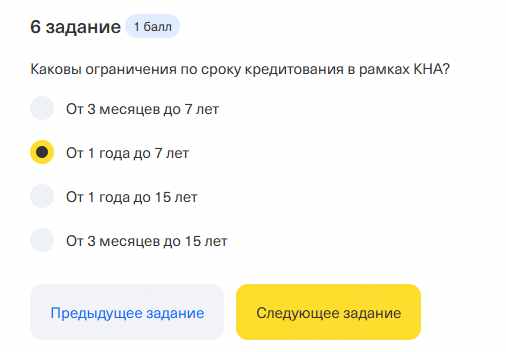 6 задание 1 балл
Каковы ограничения по сроку кредитования в рамках КНА?
От 3 месяцев до 7 лет
От 1 года до 7 лет
От 1 года до 15 лет
От 3 месяцев до 15 лет
Предыдущее задание Следующее задание